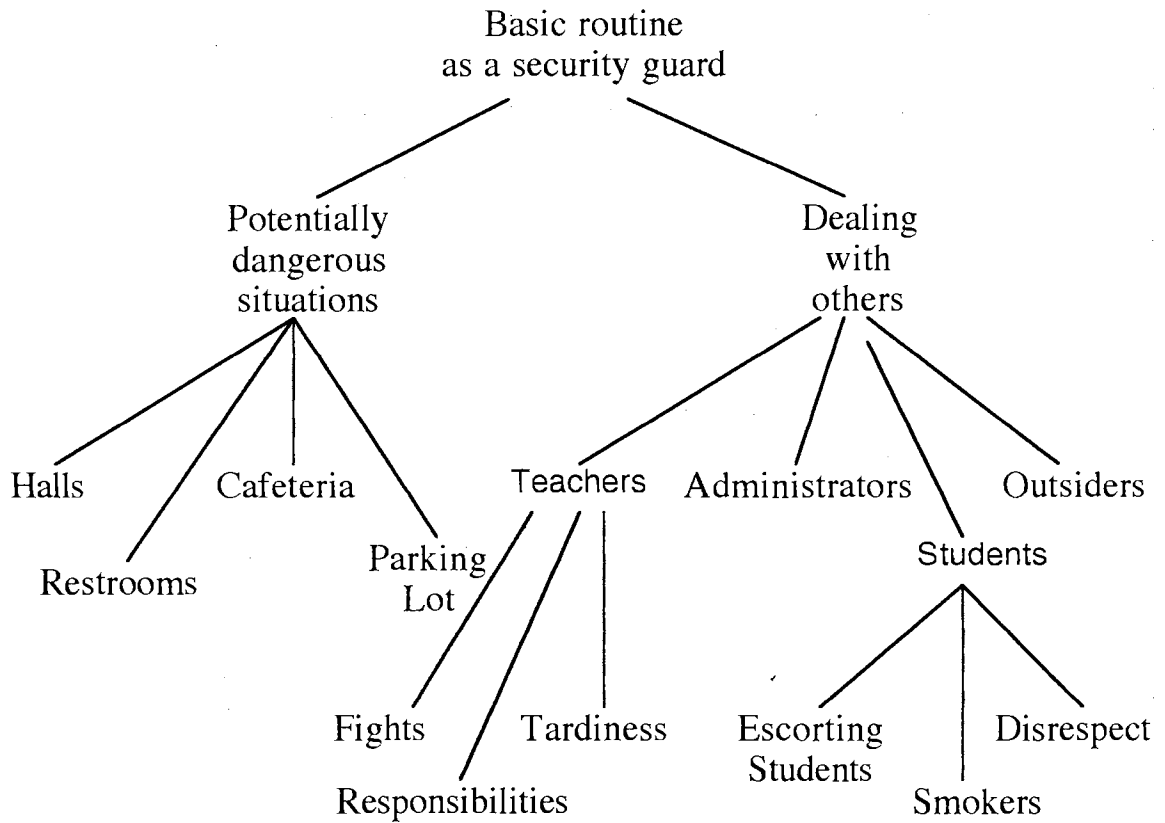 Basic routine
as a security guard
Potentially
dangerous
situations
Dealing
with
others
Halls
Cafeteria
Teachers
Administrators
Outsiders
Restrooms
Parking
Lot
Students
Fights
Tardiness
Escorting
Students
Disrespect
Responsibilities
Smokers